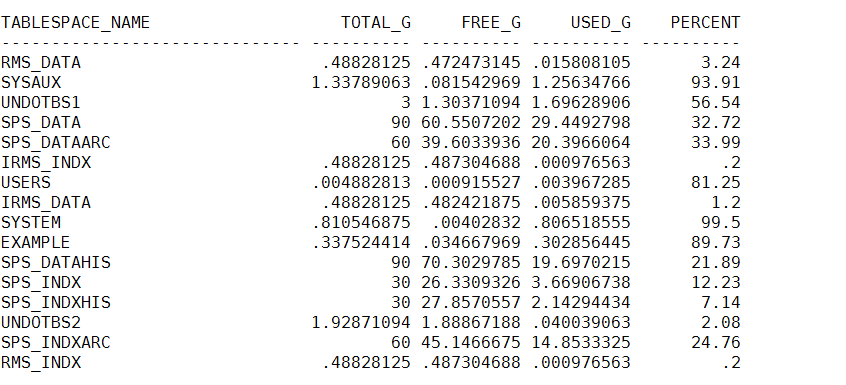 TABLESPACE_NAME                   TOTAL_G     FREE_G     USED_G    PERCENT
------------------------------ ---------- ---------- ---------- ----------
RMS_DATA                        .48828125 .472473145 .015808105       3.24
SYSAUX                         1.33789063 .081542969 1.25634766      93.91
UNDOTBS1                                3 1.30371094 1.69628906      56.54
SPS_DATA                               90 60.5507202 29.4492798      32.72
SPS_DATAARC                            60 39.6033936 20.3966064      33.99
IRMS_INDX                       .48828125 .487304688 .000976563         .2
USERS                          .004882813 .000915527 .003967285      81.25
IRMS_DATA                       .48828125 .482421875 .005859375        1.2
SYSTEM                         .810546875  .00402832 .806518555       99.5
EXAMPLE                        .337524414 .034667969 .302856445      89.73
SPS_DATAHIS                            90 70.3029785 19.6970215      21.89
SPS_INDX                               30 26.3309326 3.66906738      12.23
SPS_INDXHIS                            30 27.8570557 2.14294434       7.14
UNDOTBS2                       1.92871094 1.88867188 .040039063       2.08
SPS_INDXARC                            60 45.1466675 14.8533325      24.76
RMS_INDX                        .48828125 .487304688 .000976563         .2